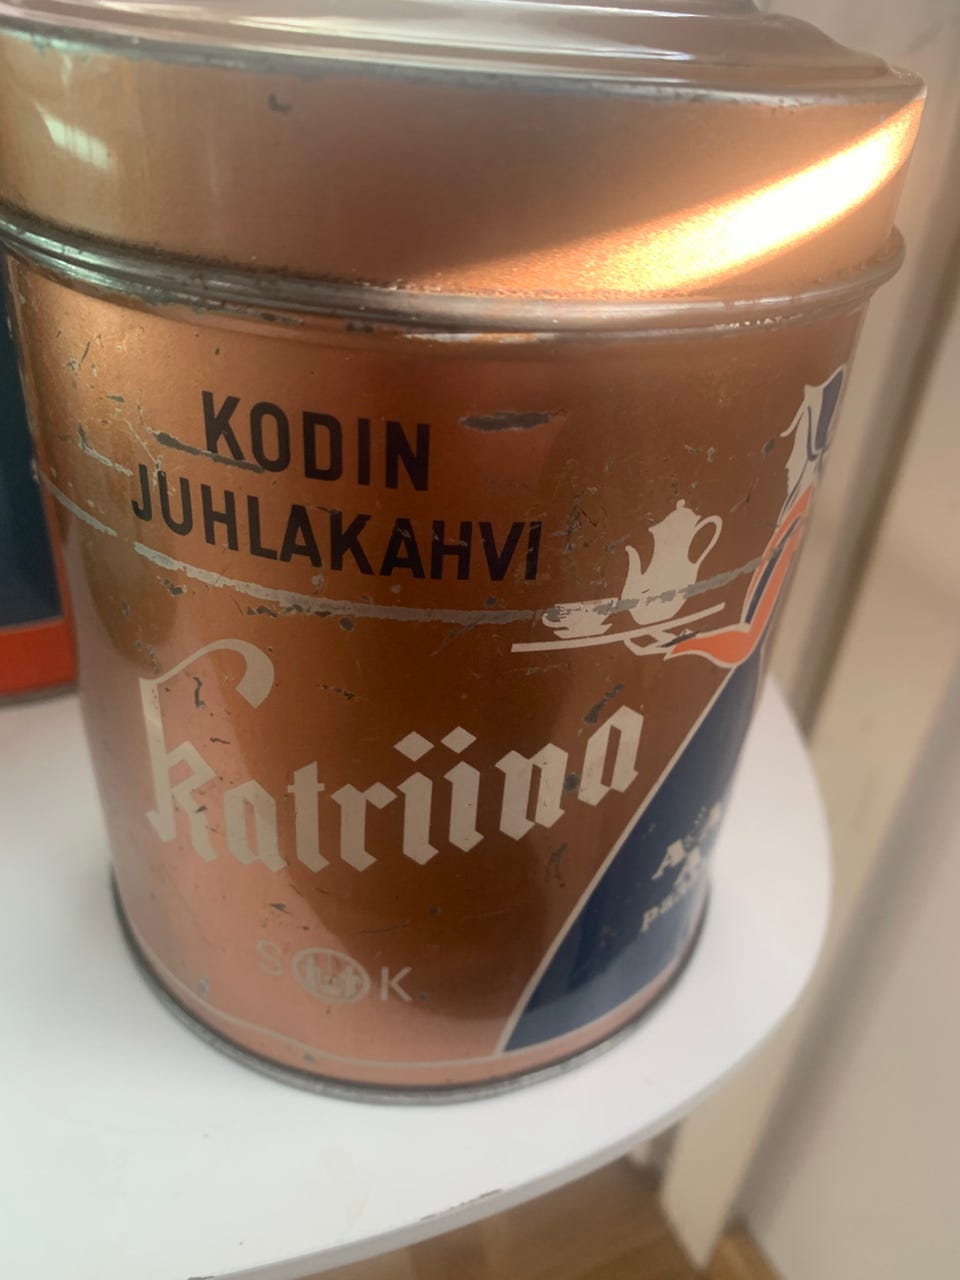 KODIN
JUHLAKAHVI
Katriina
SOK